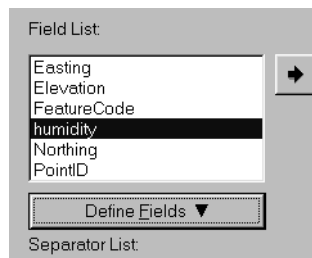 Field List:
Easting
Elevation
FeatureCode
humidity
Northing
PointID
Define Fields ▼
Separator List: